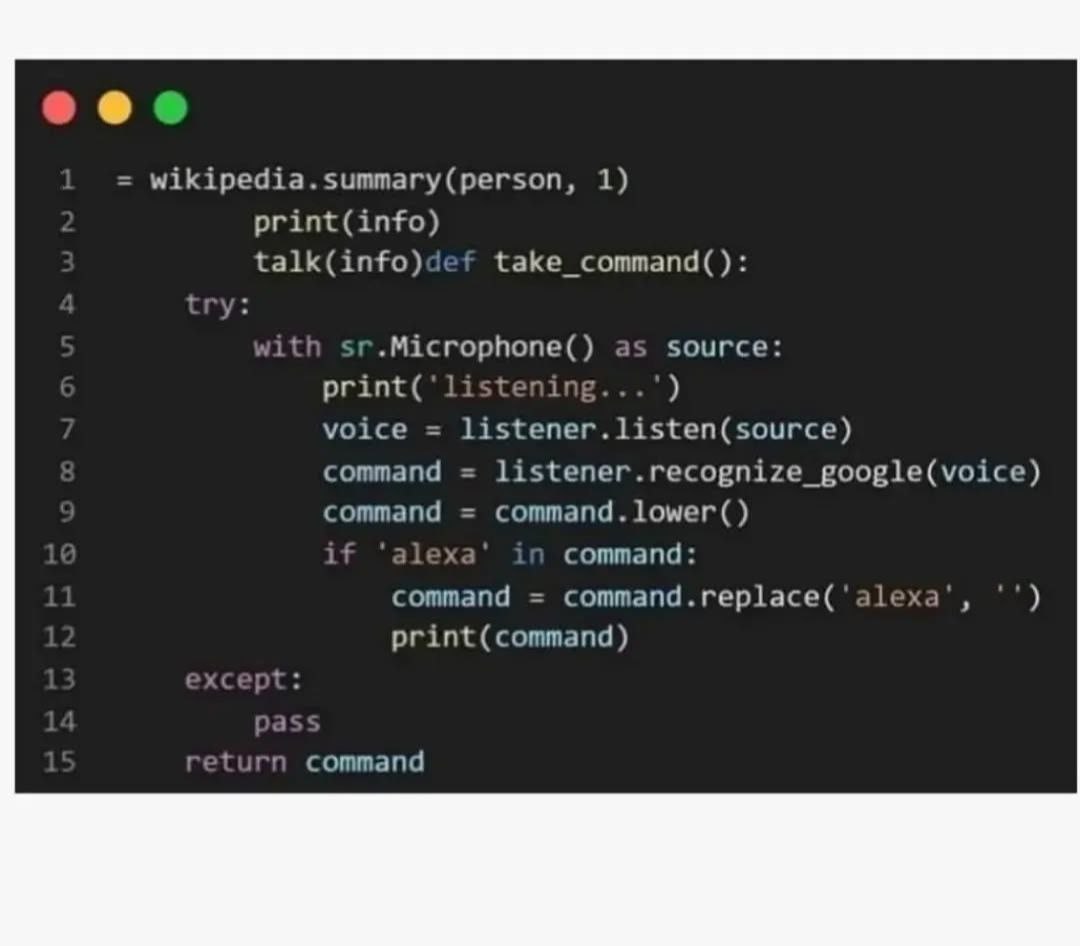 1 = wikipedia.summary(person, 1)
2 print(info)
3 talk(info)def take_command():
4 try:
5 with sr.Microphone() as source:
6 print('listening...')
7 voice = listener.listen(source)
8 command = listener.recognize_google(voice)
9 command = command.lower()
10 if 'alexa' in command:
11 command = command.replace('alexa', '')
12 print(command)
13 except:
14 pass
15 return command